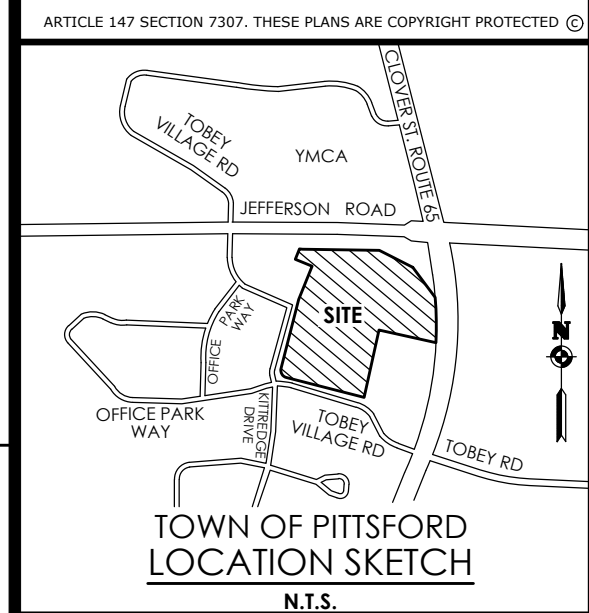 ARTICLE 147 SECTION 7307. THESE PLANS ARE COPYRIGHT PROTECTED ©
CLOVER ST. ROUTE 65
TOBEY
VILLAGE RD
YMCA
JEFFERSON ROAD
SITE
OFFICE
PARK
WAY
N
OFFICE PARK
WAY
KITTREDGE
DRIVE
TOBEY
VILLAGE RD
TOBEY RD
TOWN OF PITTSFORD
LOCATION SKETCH
N.T.S.